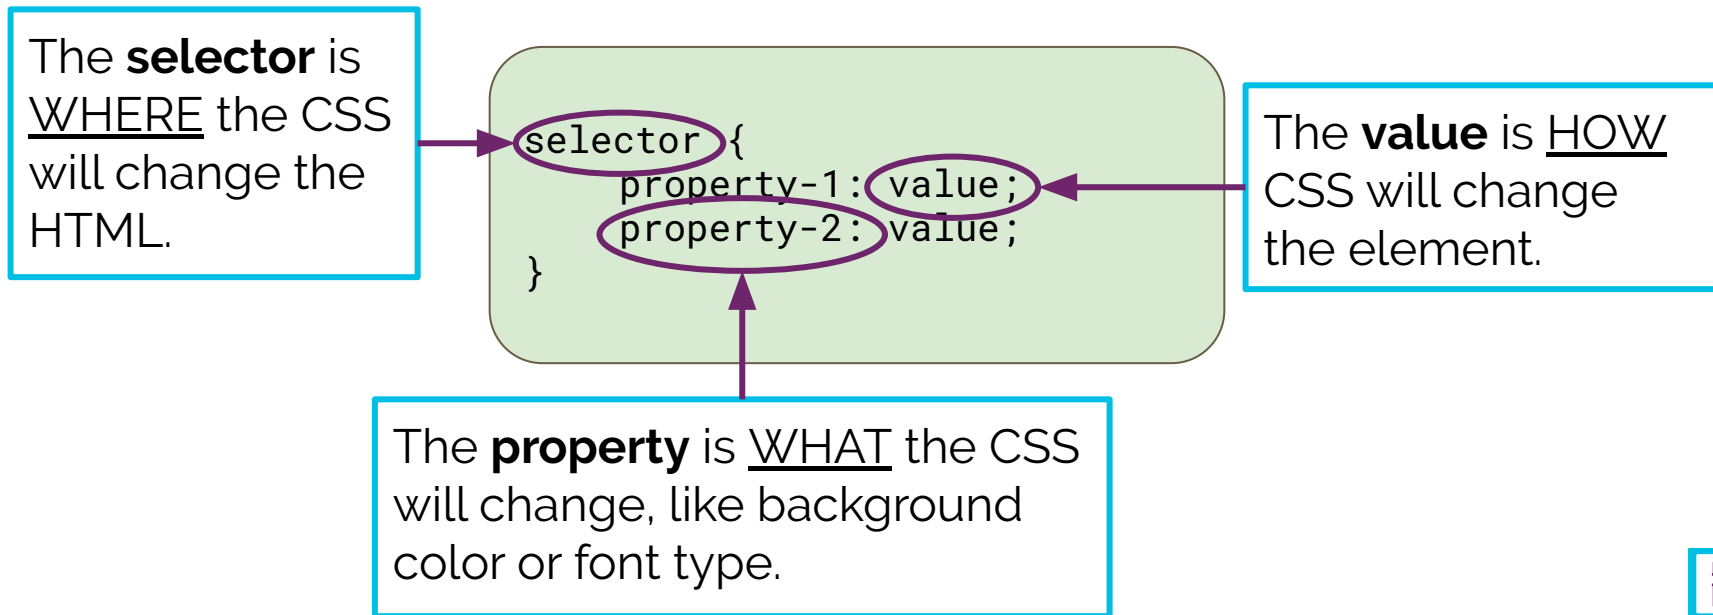 The selector is
WHERE the CSS
will change the
HTML.
selector {
property-1: value;
property-2: value;
}
The value is HOW
CSS will change
the element.
The property is WHAT the CSS
will change, like background
color or font type.